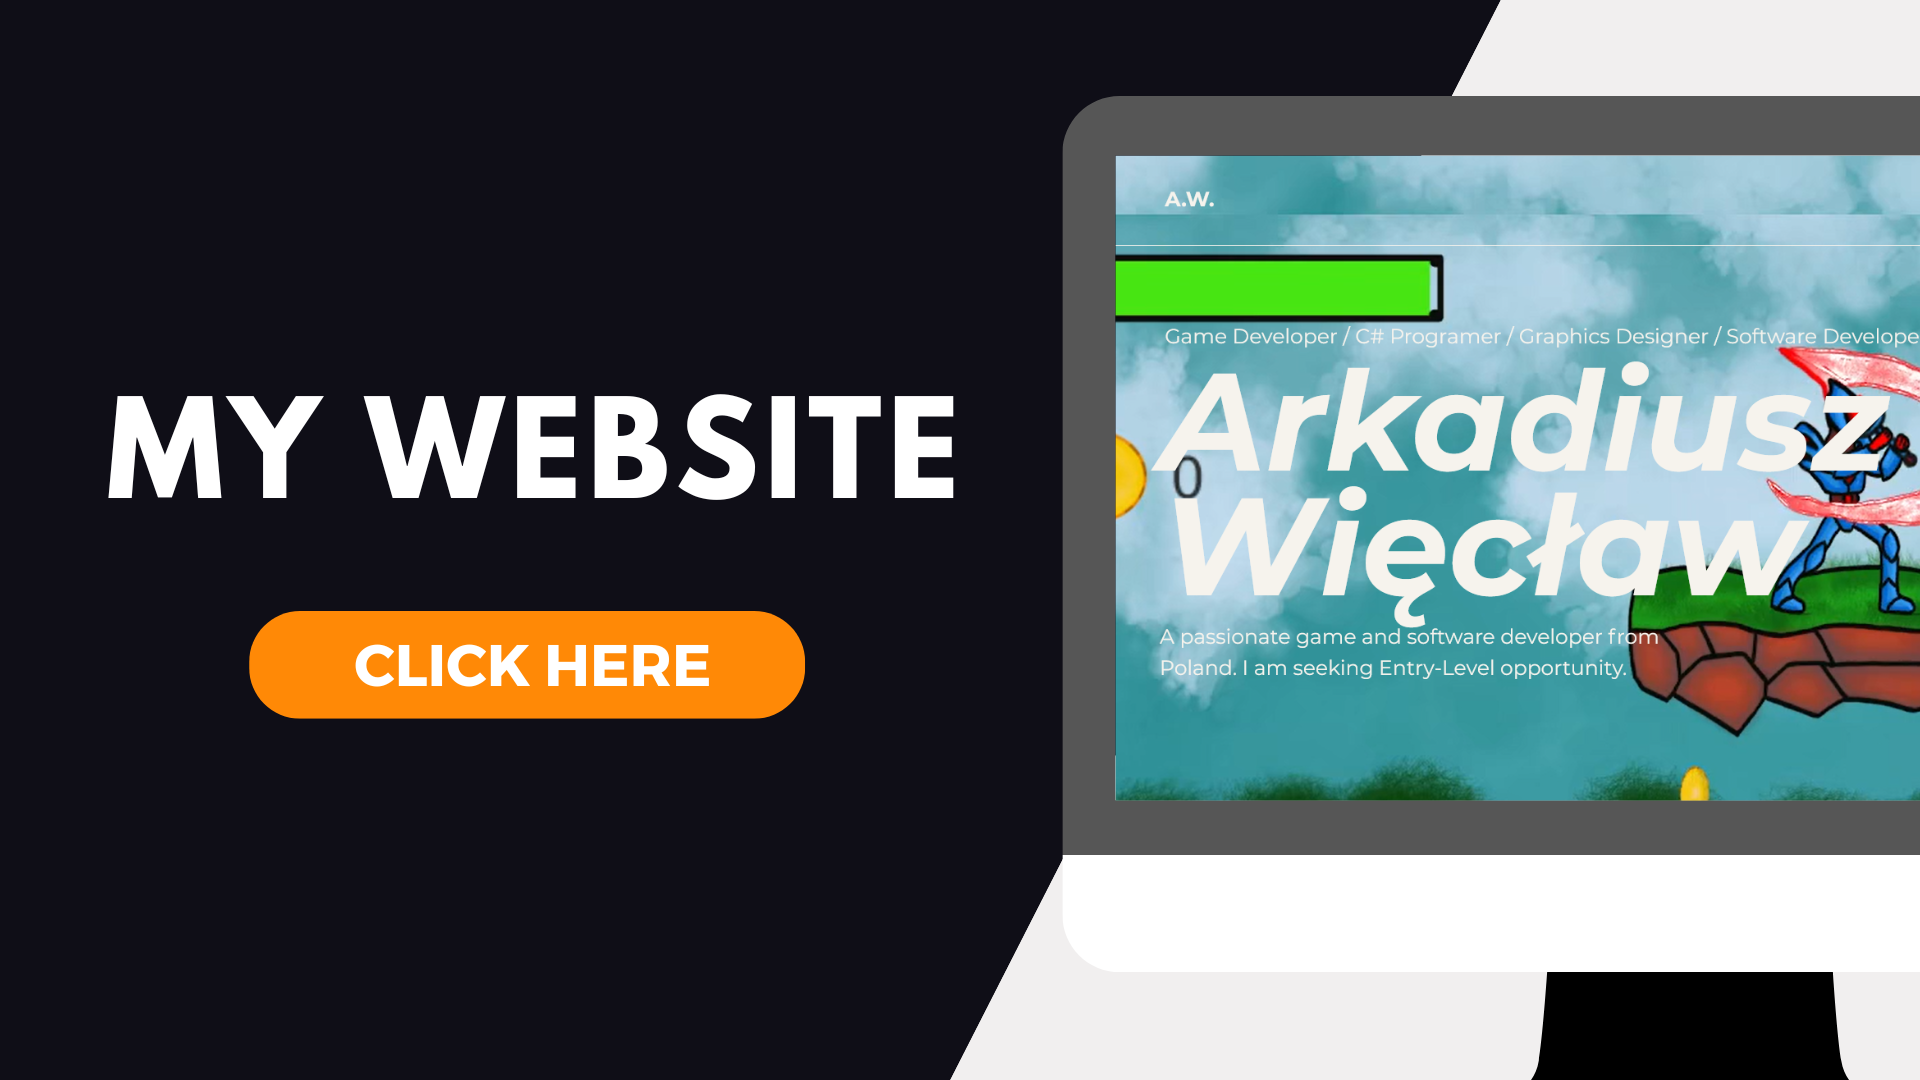 MY WEBSITE
CLICK HERE
A.W.
Game Developer / C# Programer / Graphics Designer / Software Develope
Arkadiusz
0
Więcław
A passionate game and software developer from
Poland. I am seeking Entry-Level opportunity.